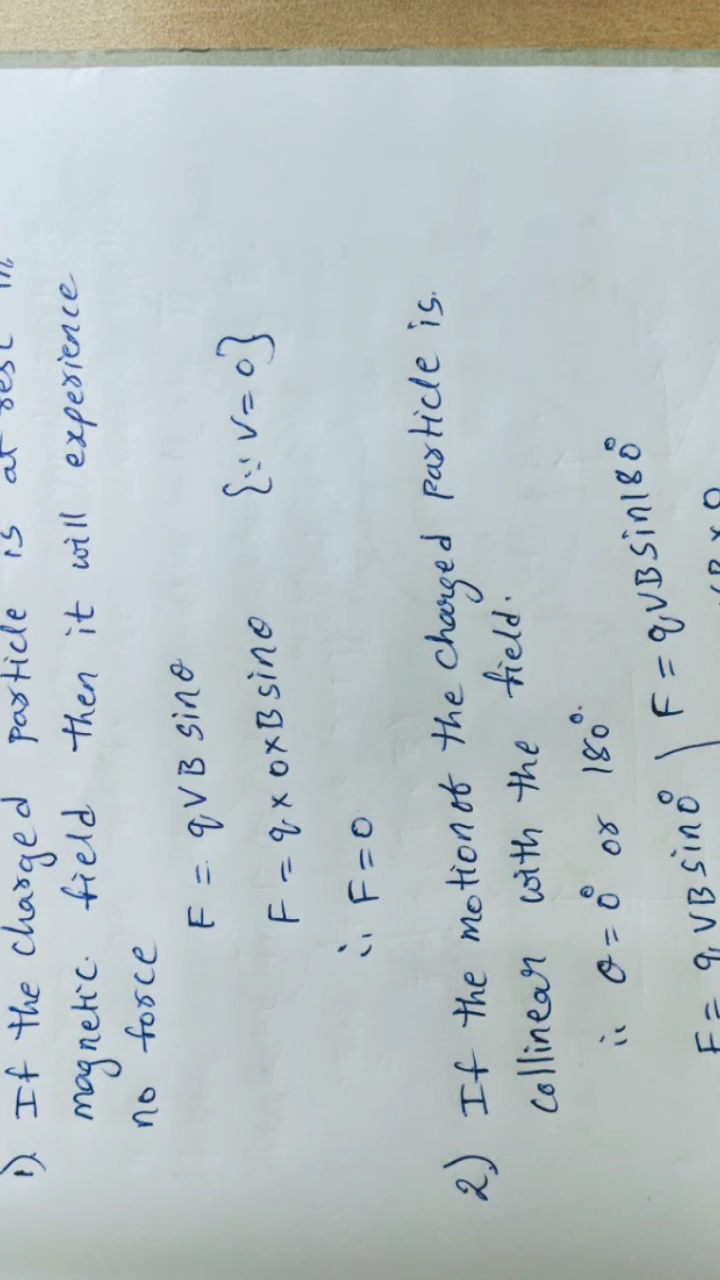 1) If the charged particle is at rest in
magnetic field then it will experience
no force
F = qVB sinθ
F = q × 0×B sinθ {∵ V = 0}
∴ F = 0
2) If the motion of the charged particle is.
collinear with the field.
∴ θ = 0° or 180°.
F = qVB sin0° | F = qVB sin180°
B × 0